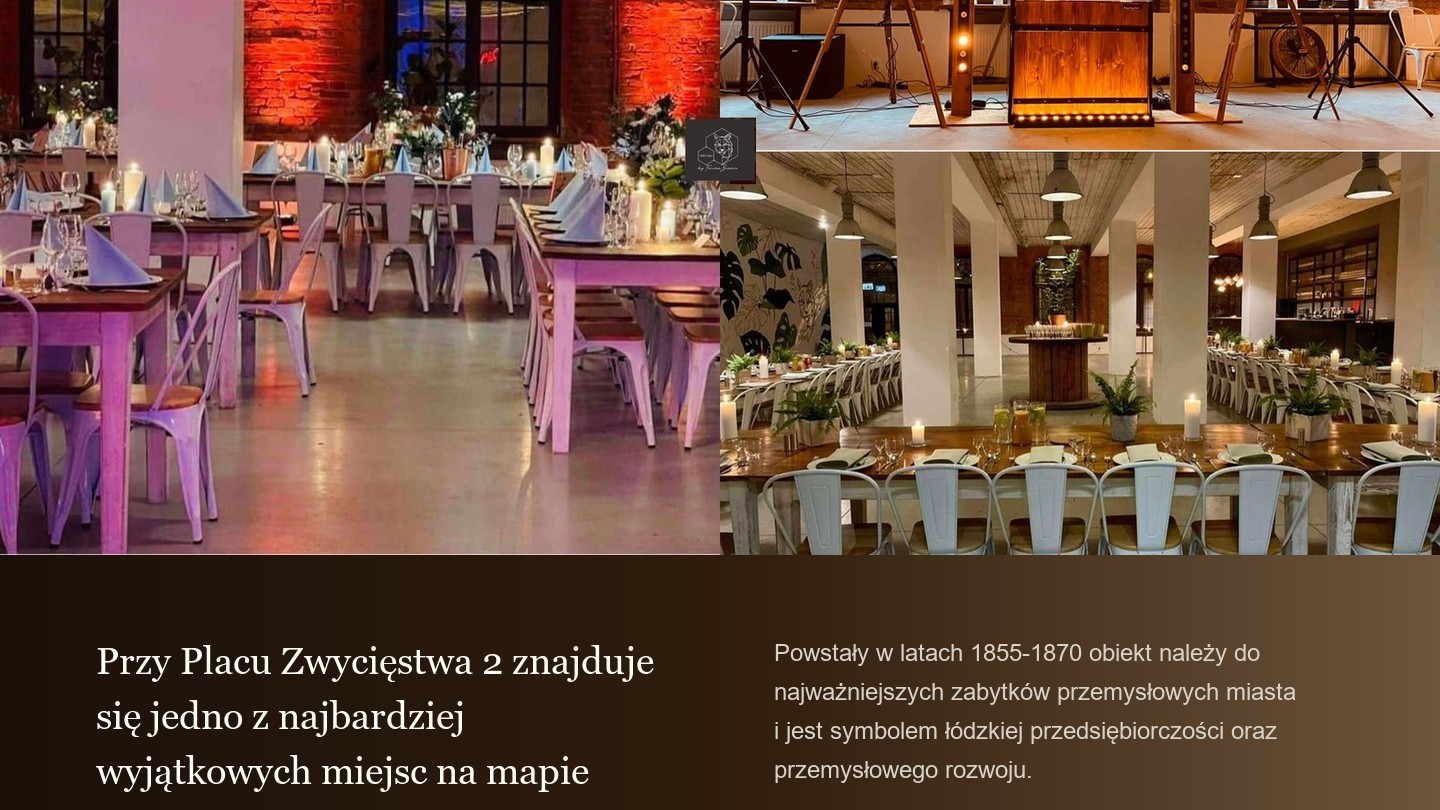 Przy Placu Zwycięstwa 2 znajduje
się jedno z najbardziej
wyjątkowych miejsc na mapie
Powstały w latach 1855-1870 obiekt należy do
najważniejszych zabytków przemysłowych miasta
i jest symbolem łódzkiej przedsiębiorczości oraz
przemysłowego rozwoju.